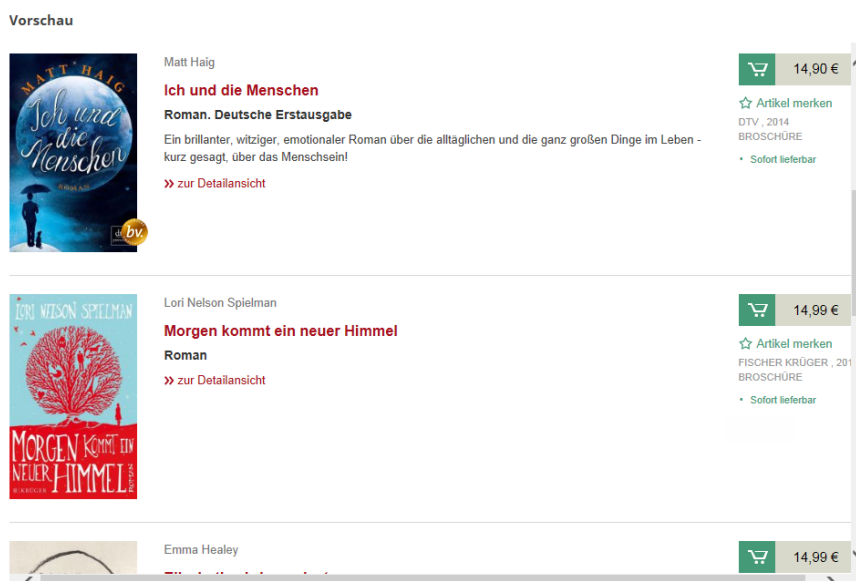 Vorschau
MATT HAIG
Ich und
die
Menschen
ROMAN
bv.
Matt Haig
Ich und die Menschen
Roman. Deutsche Erstausgabe
Ein brillanter, witziger, emotionaler Roman über die alltäglichen und die ganz großen Dinge im Leben -
kurz gesagt, über das Menschsein!
» zur Detailansicht
14,90 €
Artikel merken
DTV , 2014
BROSCHÜRE
• Sofort lieferbar
LORI NELSON SPIELMAN
MORGEN KOMMT EIN
NEUER HIMMEL
ROMAN
Lori Nelson Spielman
Morgen kommt ein neuer Himmel
Roman
» zur Detailansicht
14,99 €
Artikel merken
FISCHER KRÜGER , 201
BROSCHÜRE
• Sofort lieferbar
Emma Healey
14,99 €